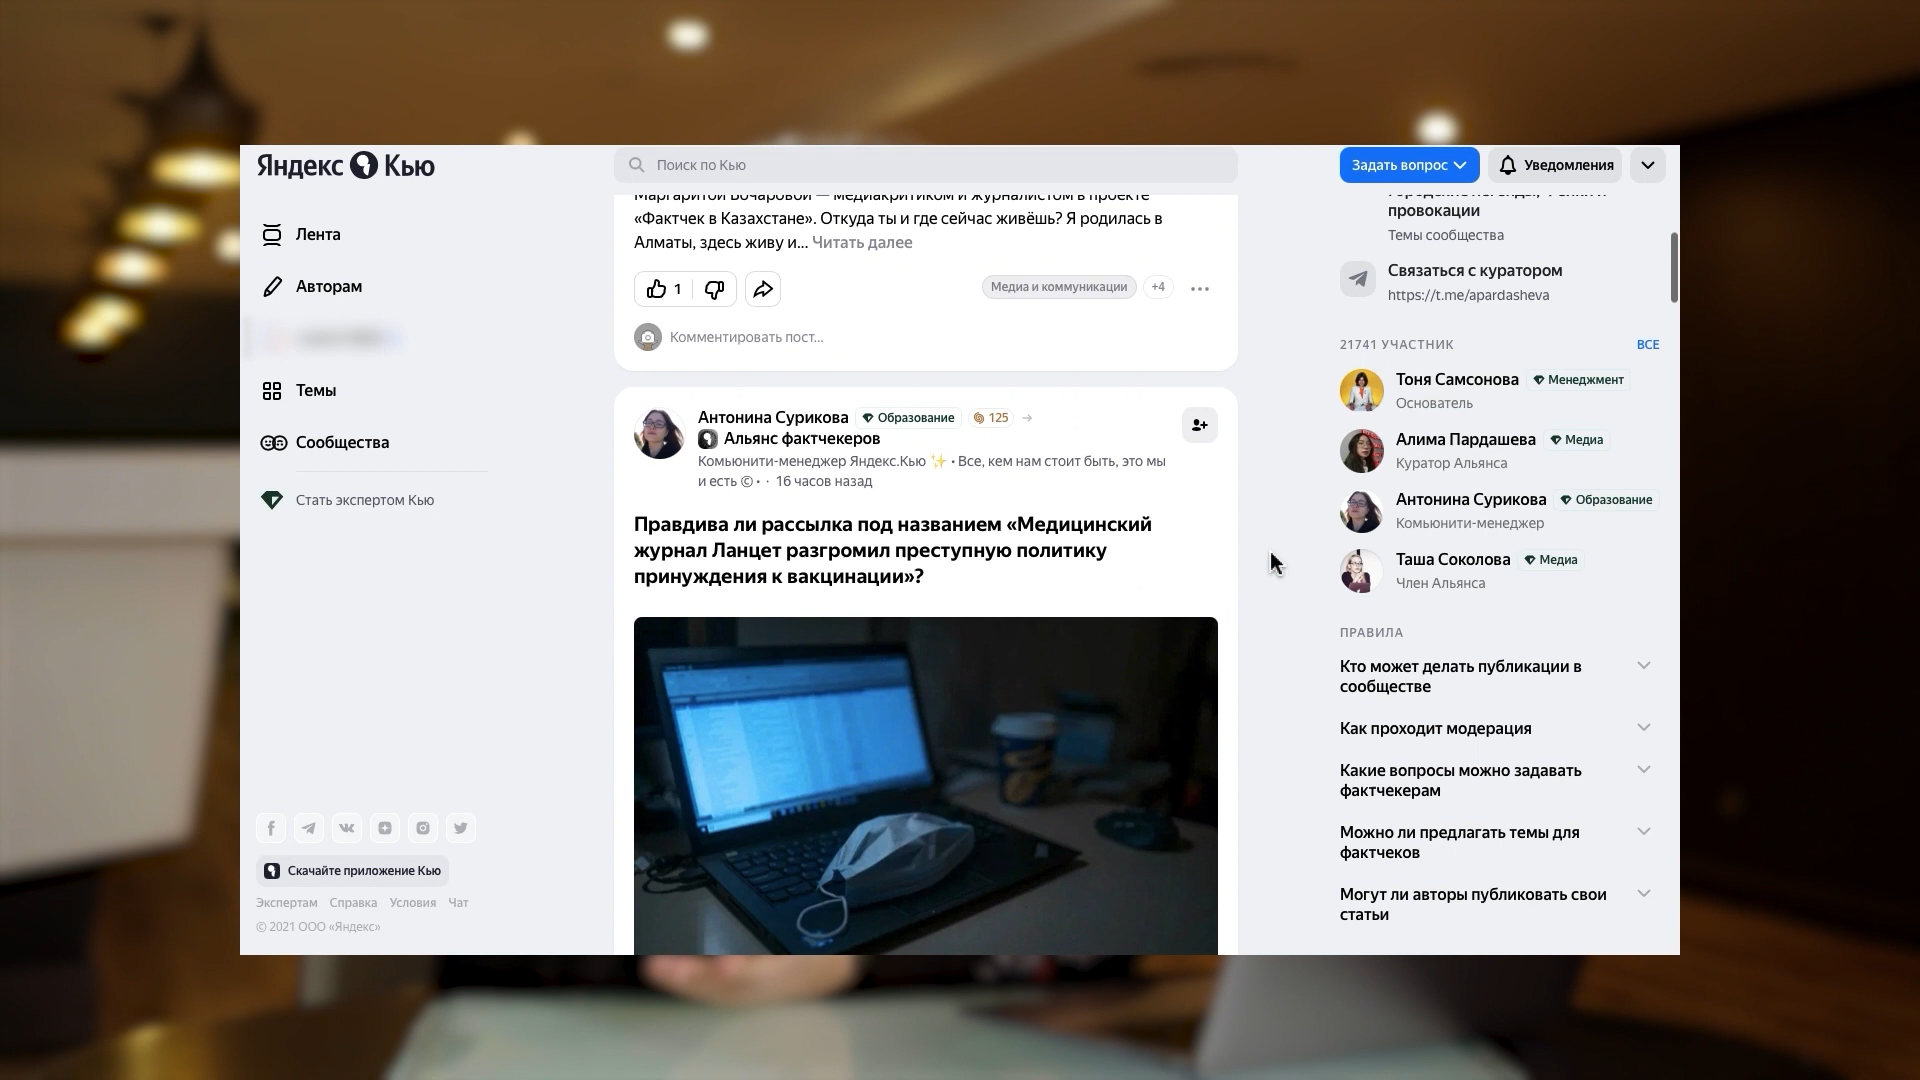 Яндекс Кью
Поиск по Кью
Задать вопрос
Уведомления
Лента
Авторам
Темы
Сообщества
Стать экспертом Кью
Скачайте приложение Кью
Экспертам Справка Условия Чат
© 2021 ООО «Яндекс»
Маргаритой Бочаровой — медиакритиком и журналистом в проекте
«Фактчек в Казахстане». Откуда ты и где сейчас живёшь? Я родилась в
Алматы, здесь живу и... Читать далее
1
Медиа и коммуникации
+4
Комментировать пост...
Антонина Сурикова Образование 125
Альянс фактчекеров
Комьюнити-менеджер Яндекс.Кью ✨ • Все, кем нам стоит быть, это мы
и есть © • · 16 часов назад
Правдива ли рассылка под названием «Медицинский
журнал Ланцет разгромил преступную политику
принуждения к вакцинации»?
провокации
Темы сообщества
Связаться с куратором
https://t.me/apardasheva
21741 УЧАСТНИК
ВСЕ
Тоня Самсонова Менеджмент
Основатель
Алима Пардашева Медиа
Куратор Альянса
Антонина Сурикова Образование
Комьюнити-менеджер
Таша Соколова Медиа
Член Альянса
ПРАВИЛА
Кто может делать публикации в
сообществе
Как проходит модерация
Какие вопросы можно задавать
фактчекерам
Можно ли предлагать темы для
фактчеков
Могут ли авторы публиковать свои
статьи